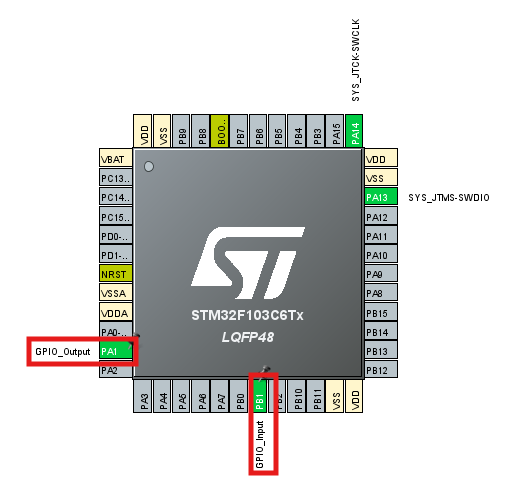 SYS_JTCK-SWCLK
VDD
VSS
PB9
PB8
BOO..
PB7
PB6
PB5
PB4
PB3
PA15
PA14
VBAT
PC13..
PC14..
PC15..
PD0-..
PD1-..
NRST
VSSA
VDDA
PA0-..
GPIO_Output PA1
PA2
VDD
VSS
PA13 SYS_JTMS-SWDIO
PA12
PA11
PA10
PA9
PA8
PB15
PB14
PB13
PB12
ST
STM32F103C6Tx
LQFP48
PA3
PA4
PA5
PA6
PA7
PB0
PB1
PB2
PB10
PB11
VSS
VDD
GPIO_Input